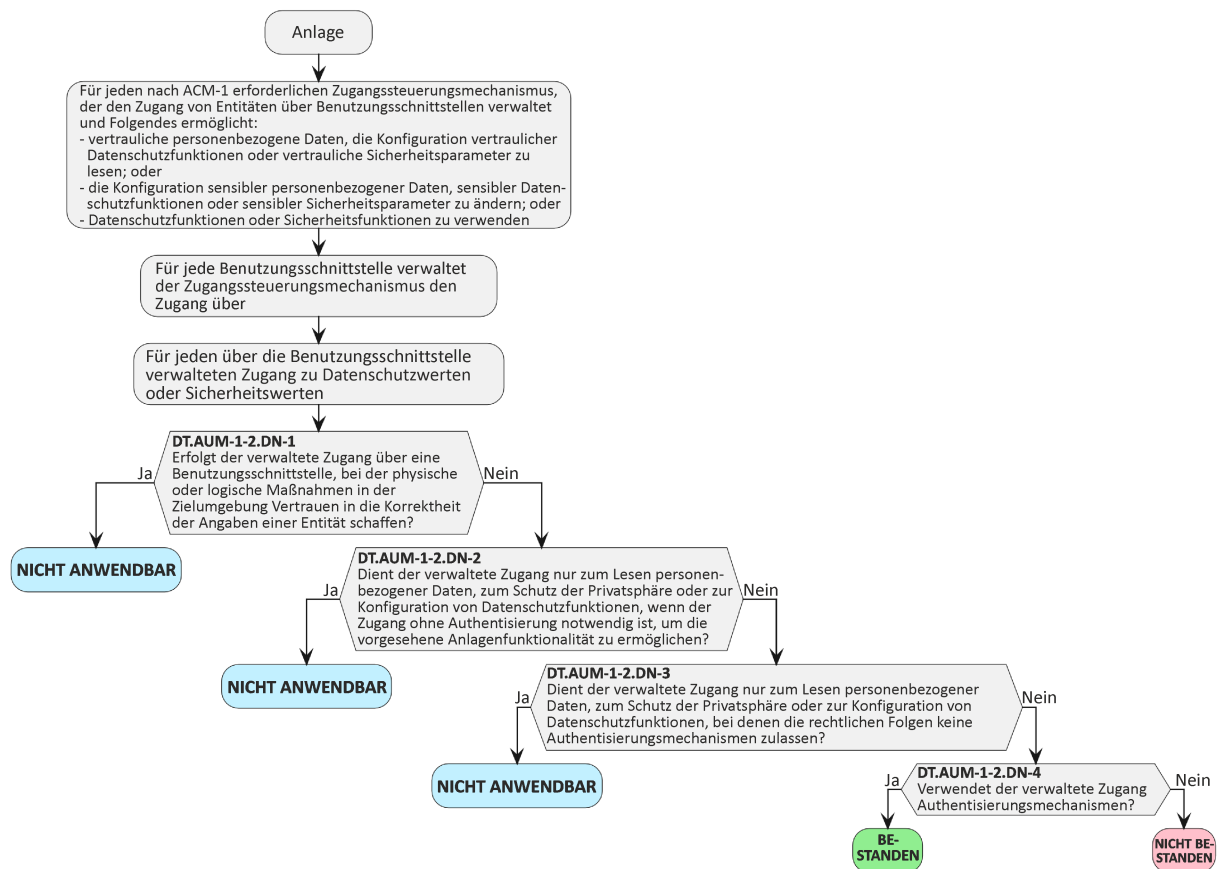 Anlage
Für jeden nach ACM-1 erforderlichen Zugangssteuerungsmechanismus,
der den Zugang von Entitäten über Benutzungsschnittstellen verwaltet
und Folgendes ermöglicht:
- vertrauliche personenbezogene Daten, die Konfiguration vertraulicher
Datenschutzfunktionen oder vertrauliche Sicherheitsparameter zu
lesen; oder
- die Konfiguration sensibler personenbezogener Daten, sensibler Daten-
schutzfunktionen oder sensibler Sicherheitsparameter zu ändern; oder
- Datenschutzfunktionen oder Sicherheitsfunktionen zu verwenden
Für jede Benutzungsschnittstelle verwaltet
der Zugangssteuerungsmechanismus den
Zugang über
Für jeden über die Benutzungsschnittstelle
verwalteten Zugang zu Datenschutzwerten
oder Sicherheitswerten
DT.AUM-1-2.DN-1
Erfolgt der verwaltete Zugang über eine
Benutzungsschnittstelle, bei der physische
oder logische Maßnahmen in der
Zielumgebung Vertrauen in die Korrektheit
der Angaben einer Entität schaffen?
Ja
Nein
NICHT ANWENDBAR
DT.AUM-1-2.DN-2
Dient der verwaltete Zugang nur zum Lesen personen-
bezogener Daten, zum Schutz der Privatsphäre oder zur
Konfiguration von Datenschutzfunktionen, wenn der
Zugang ohne Authentisierung notwendig ist, um die
vorgesehene Anlagenfunktionalität zu ermöglichen?
Ja
Nein
NICHT ANWENDBAR
DT.AUM-1-2.DN-3
Dient der verwaltete Zugang nur zum Lesen personenbezogener
Daten, zum Schutz der Privatsphäre oder zur Konfiguration von
Datenschutzfunktionen, bei denen die rechtlichen Folgen keine
Authentisierungsmechanismen zulassen?
Ja
Nein
NICHT ANWENDBAR
DT.AUM-1-2.DN-4
Verwendet der verwaltete Zugang
Authentisierungsmechanismen?
Ja
Nein
BE-
STANDEN
NICHT BE-
STANDEN